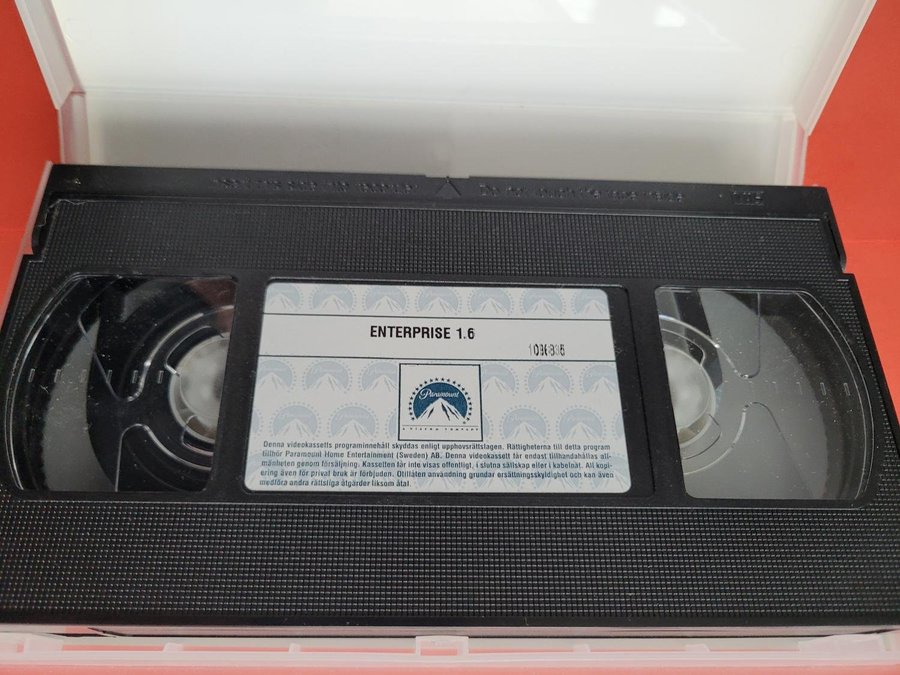 VHS
ENTERPRISE 1.6
Paramount
A VIACOM COMPANY
Denna videokassetts programinnehåll skyddas enligt upphovsrättslagen. Rättigheterna till detta program
tillhör Paramount Home Entertainment (Sweden) AB. Denna videokassett får endast tillhandahållas all-
mänheten genom försäljning. Kassetten får inte visas offentligt, i slutna sällskap eller i kabelnät. All kopi-
ering även för privat bruk är förbjuden. Otillåten användning grundar ersättningsskyldighet och kan även
medföra andra rättsliga åtgärder liksom åtal.